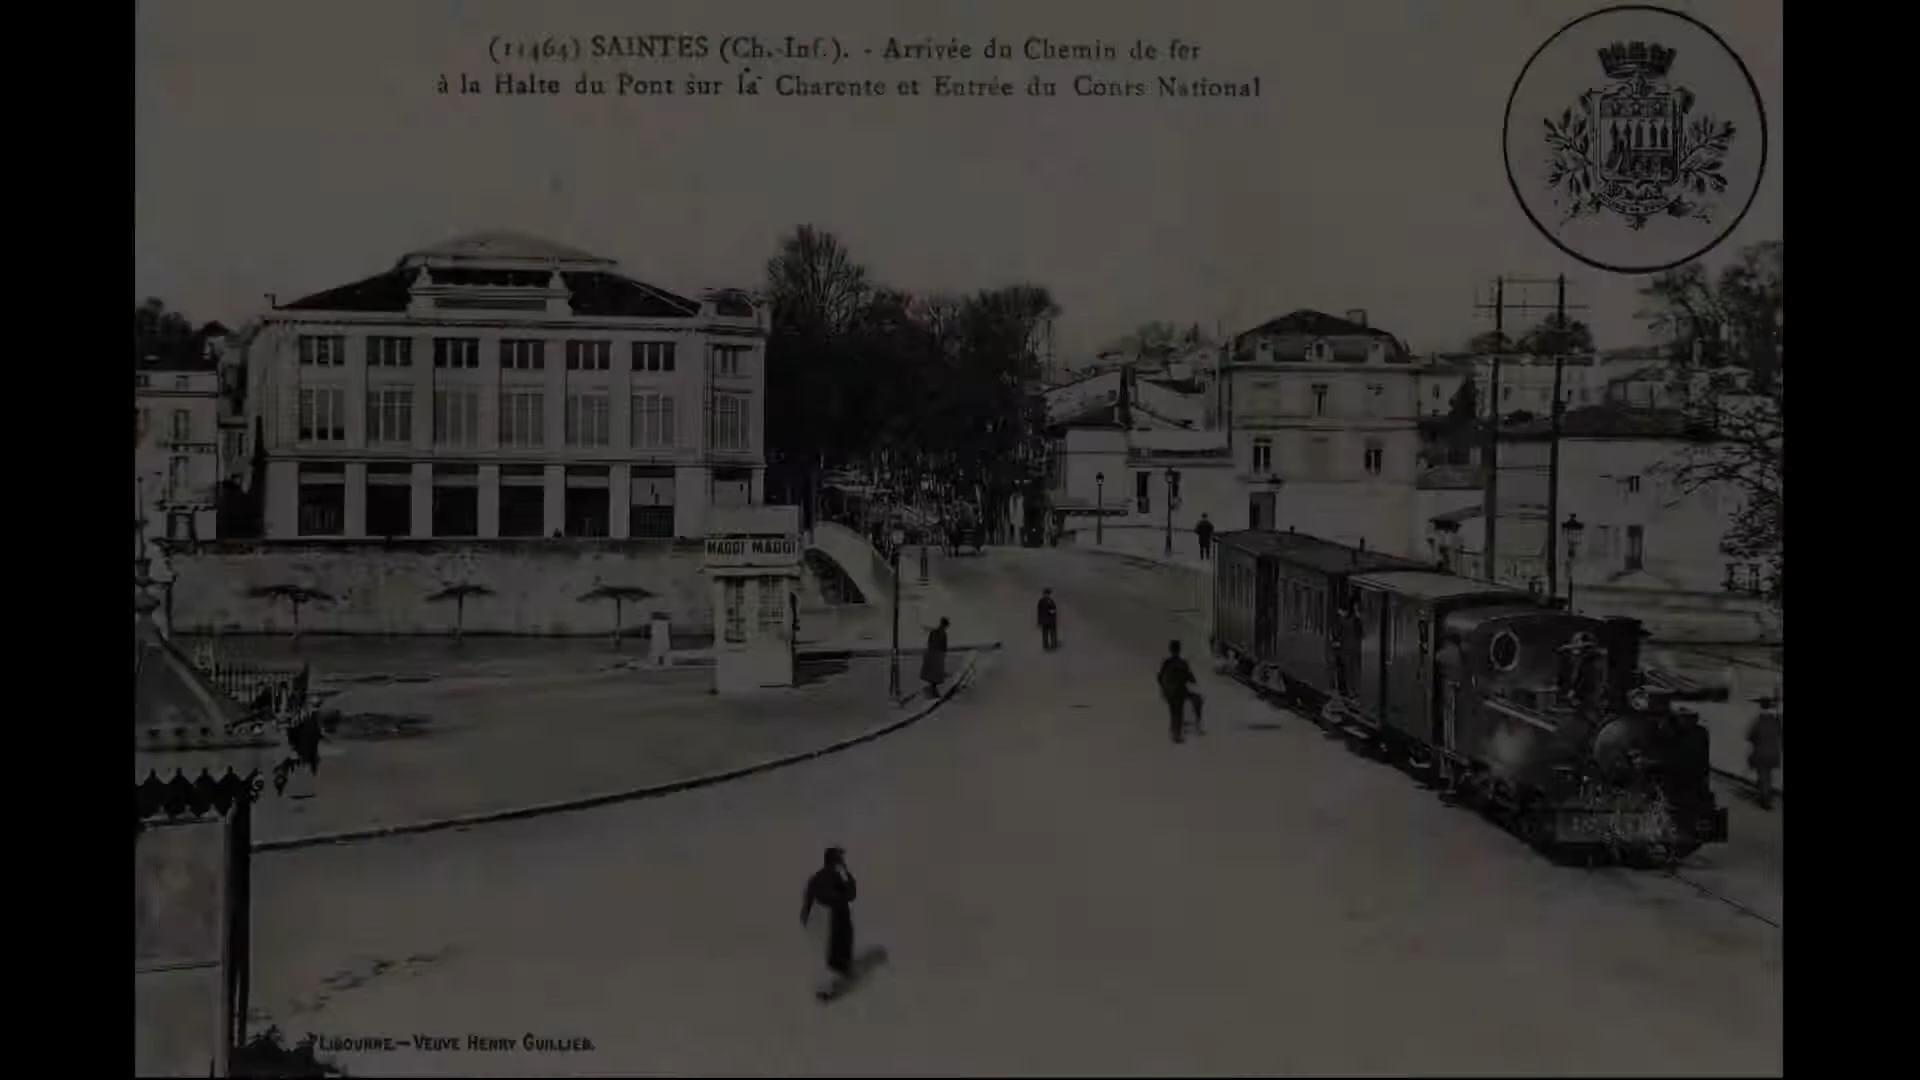 (11464) SAINTES (Ch.-Inf.). - Arrivée du Chemin de fer
à la Halte du Pont sur la Charente et Entrée du Cours National
MAGGI MAGGI
LIBOURNE.—VEUVE HENRY GUILLIER.